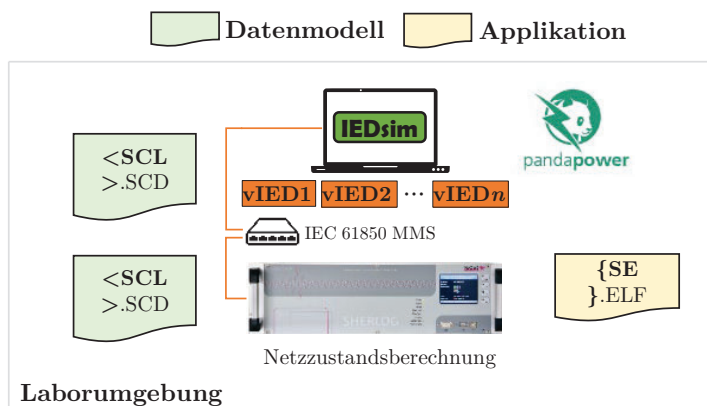 Datenmodell
Applikation
IEDsim
<SCL
>.SCD
pandapower
vIED1 vIED2 ··· vIEDn
IEC 61850 MMS
<SCL
>.SCD
SHERLOG
{SE
}.ELF
Netzzustandsberechnung
Laborumgebung